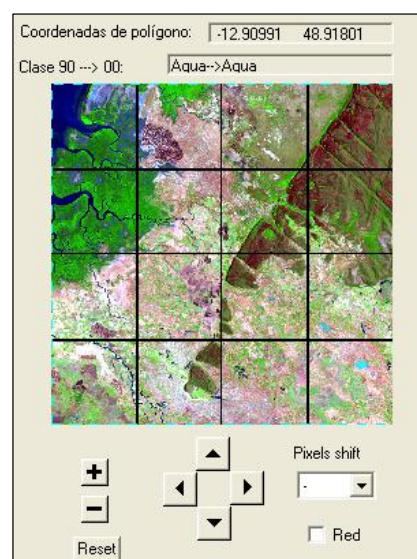 Coordenadas de polígono: -12.90991 48.91801
Clase 90 ---> 00: Agua-->Agua
Pixels shift
+
-
-
Red
Reset